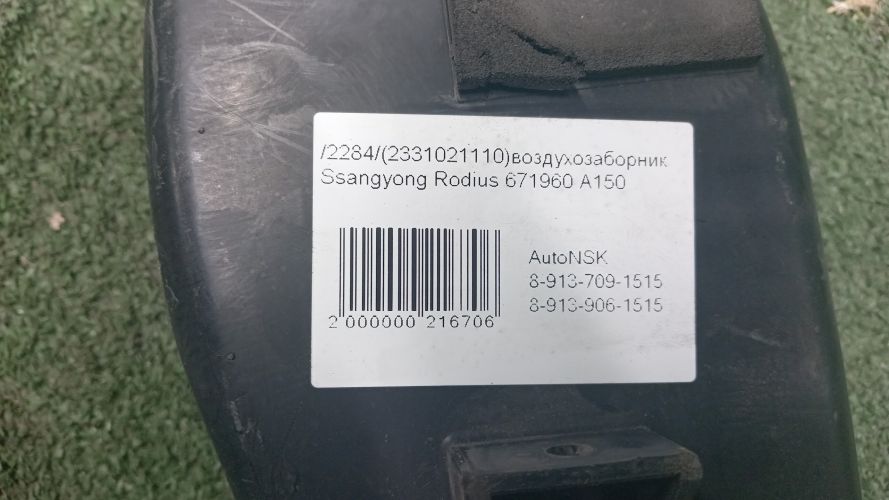 /2284/(2331021110)воздухозаборник
Ssangyong Rodius 671960 A150
AutoNSK
8-913-709-1515
8-913-906-1515
2 000000 216706